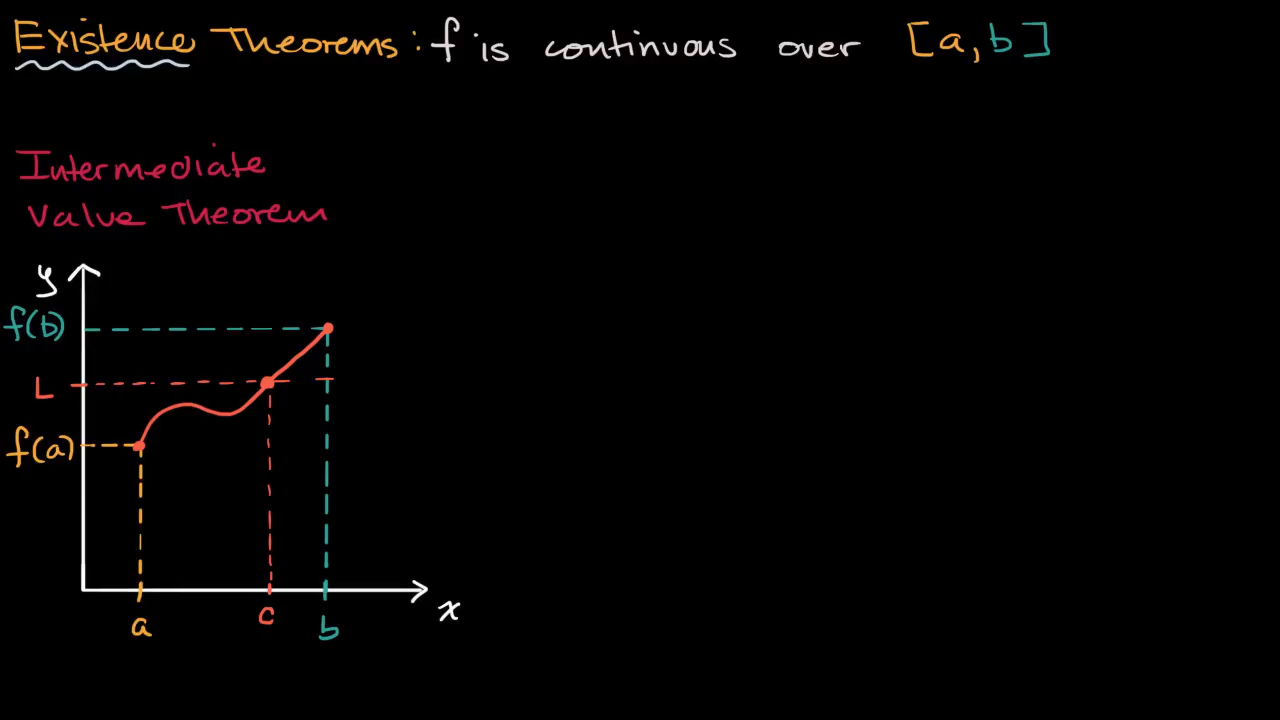 Existence Theorems: f is continuous over [a, b]
Intermediate
Value Theorem
y
f(b)
L
f(a)
a
c
b
x